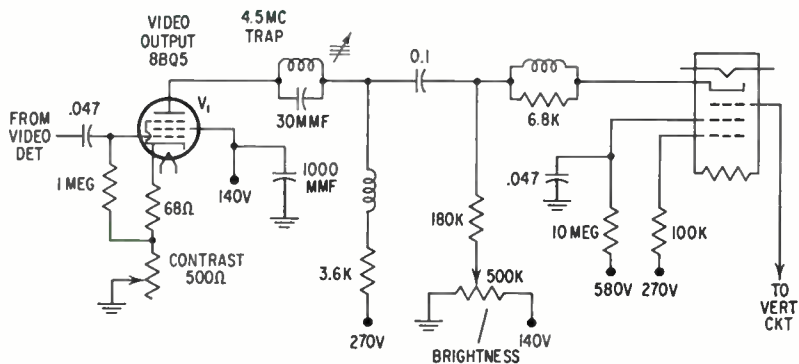 VIDEO
OUTPUT
8BQ5
4.5MC
TRAP
V1
FROM
VIDEO
DET
.047
1 MEG
68Ω
CONTRAST
500Ω
140V
1000
MMF
30MMF
0.1
6.8K
3.6K
270V
180K
500K
140V
BRIGHTNESS
.047
10 MEG
580V
100K
270V
TO
VERT
CKT